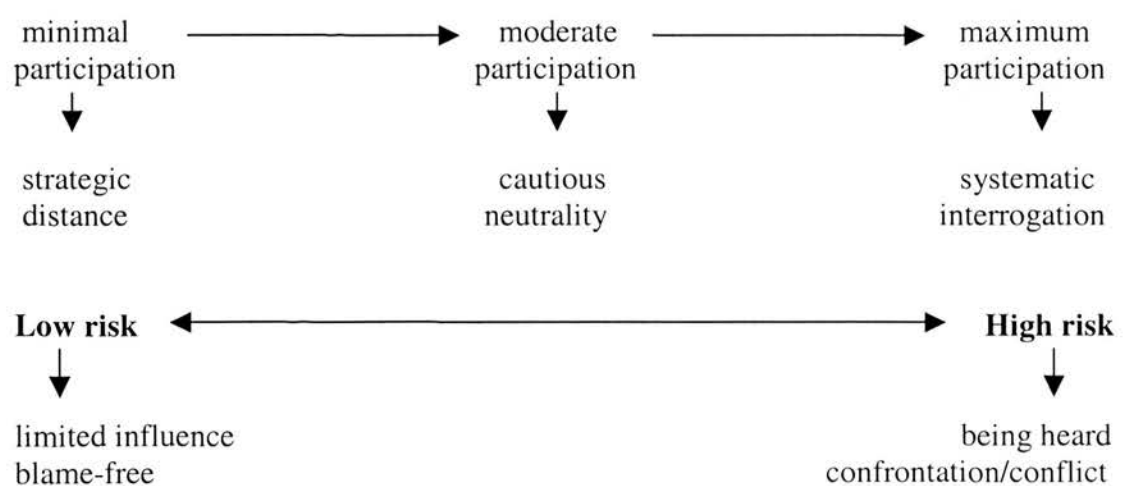 minimal
participation
moderate
participation
maximum
participation
strategic
distance
cautious
neutrality
systematic
interrogation
Low risk
High risk
limited influence
blame-free
being heard
confrontation/conflict